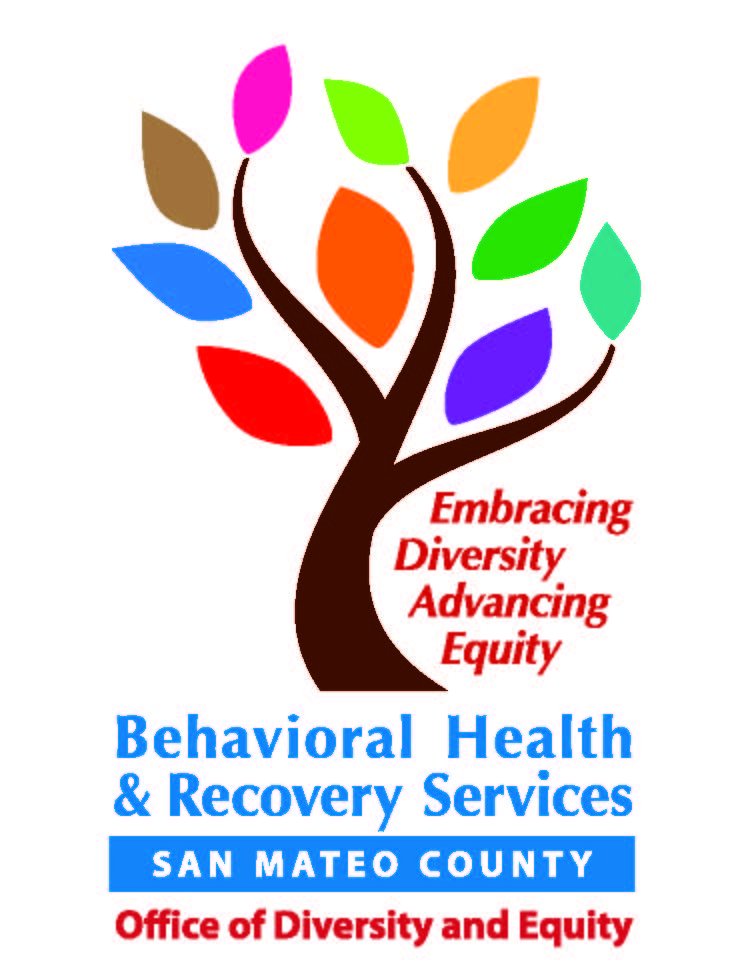 Embracing
Diversity
Advancing
Equity
Behavioral Health
& Recovery Services
SAN MATEO COUNTY
Office of Diversity and Equity